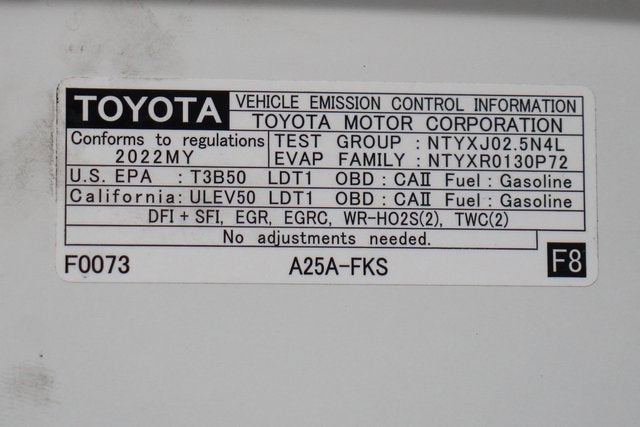 TOYOTA VEHICLE EMISSION CONTROL INFORMATION
TOYOTA MOTOR CORPORATION
Conforms to regulations TEST GROUP : NTYXJ02.5N4L
2022MY EVAP FAMILY : NTYXR0130P72
U.S. EPA : T3B50 LDT1 OBD : CAII Fuel : Gasoline
California: ULEV50 LDT1 OBD : CAII Fuel : Gasoline
DFI + SFI, EGR, EGRC, WR-HO2S(2), TWC(2)
No adjustments needed.
F0073 A25A-FKS F8